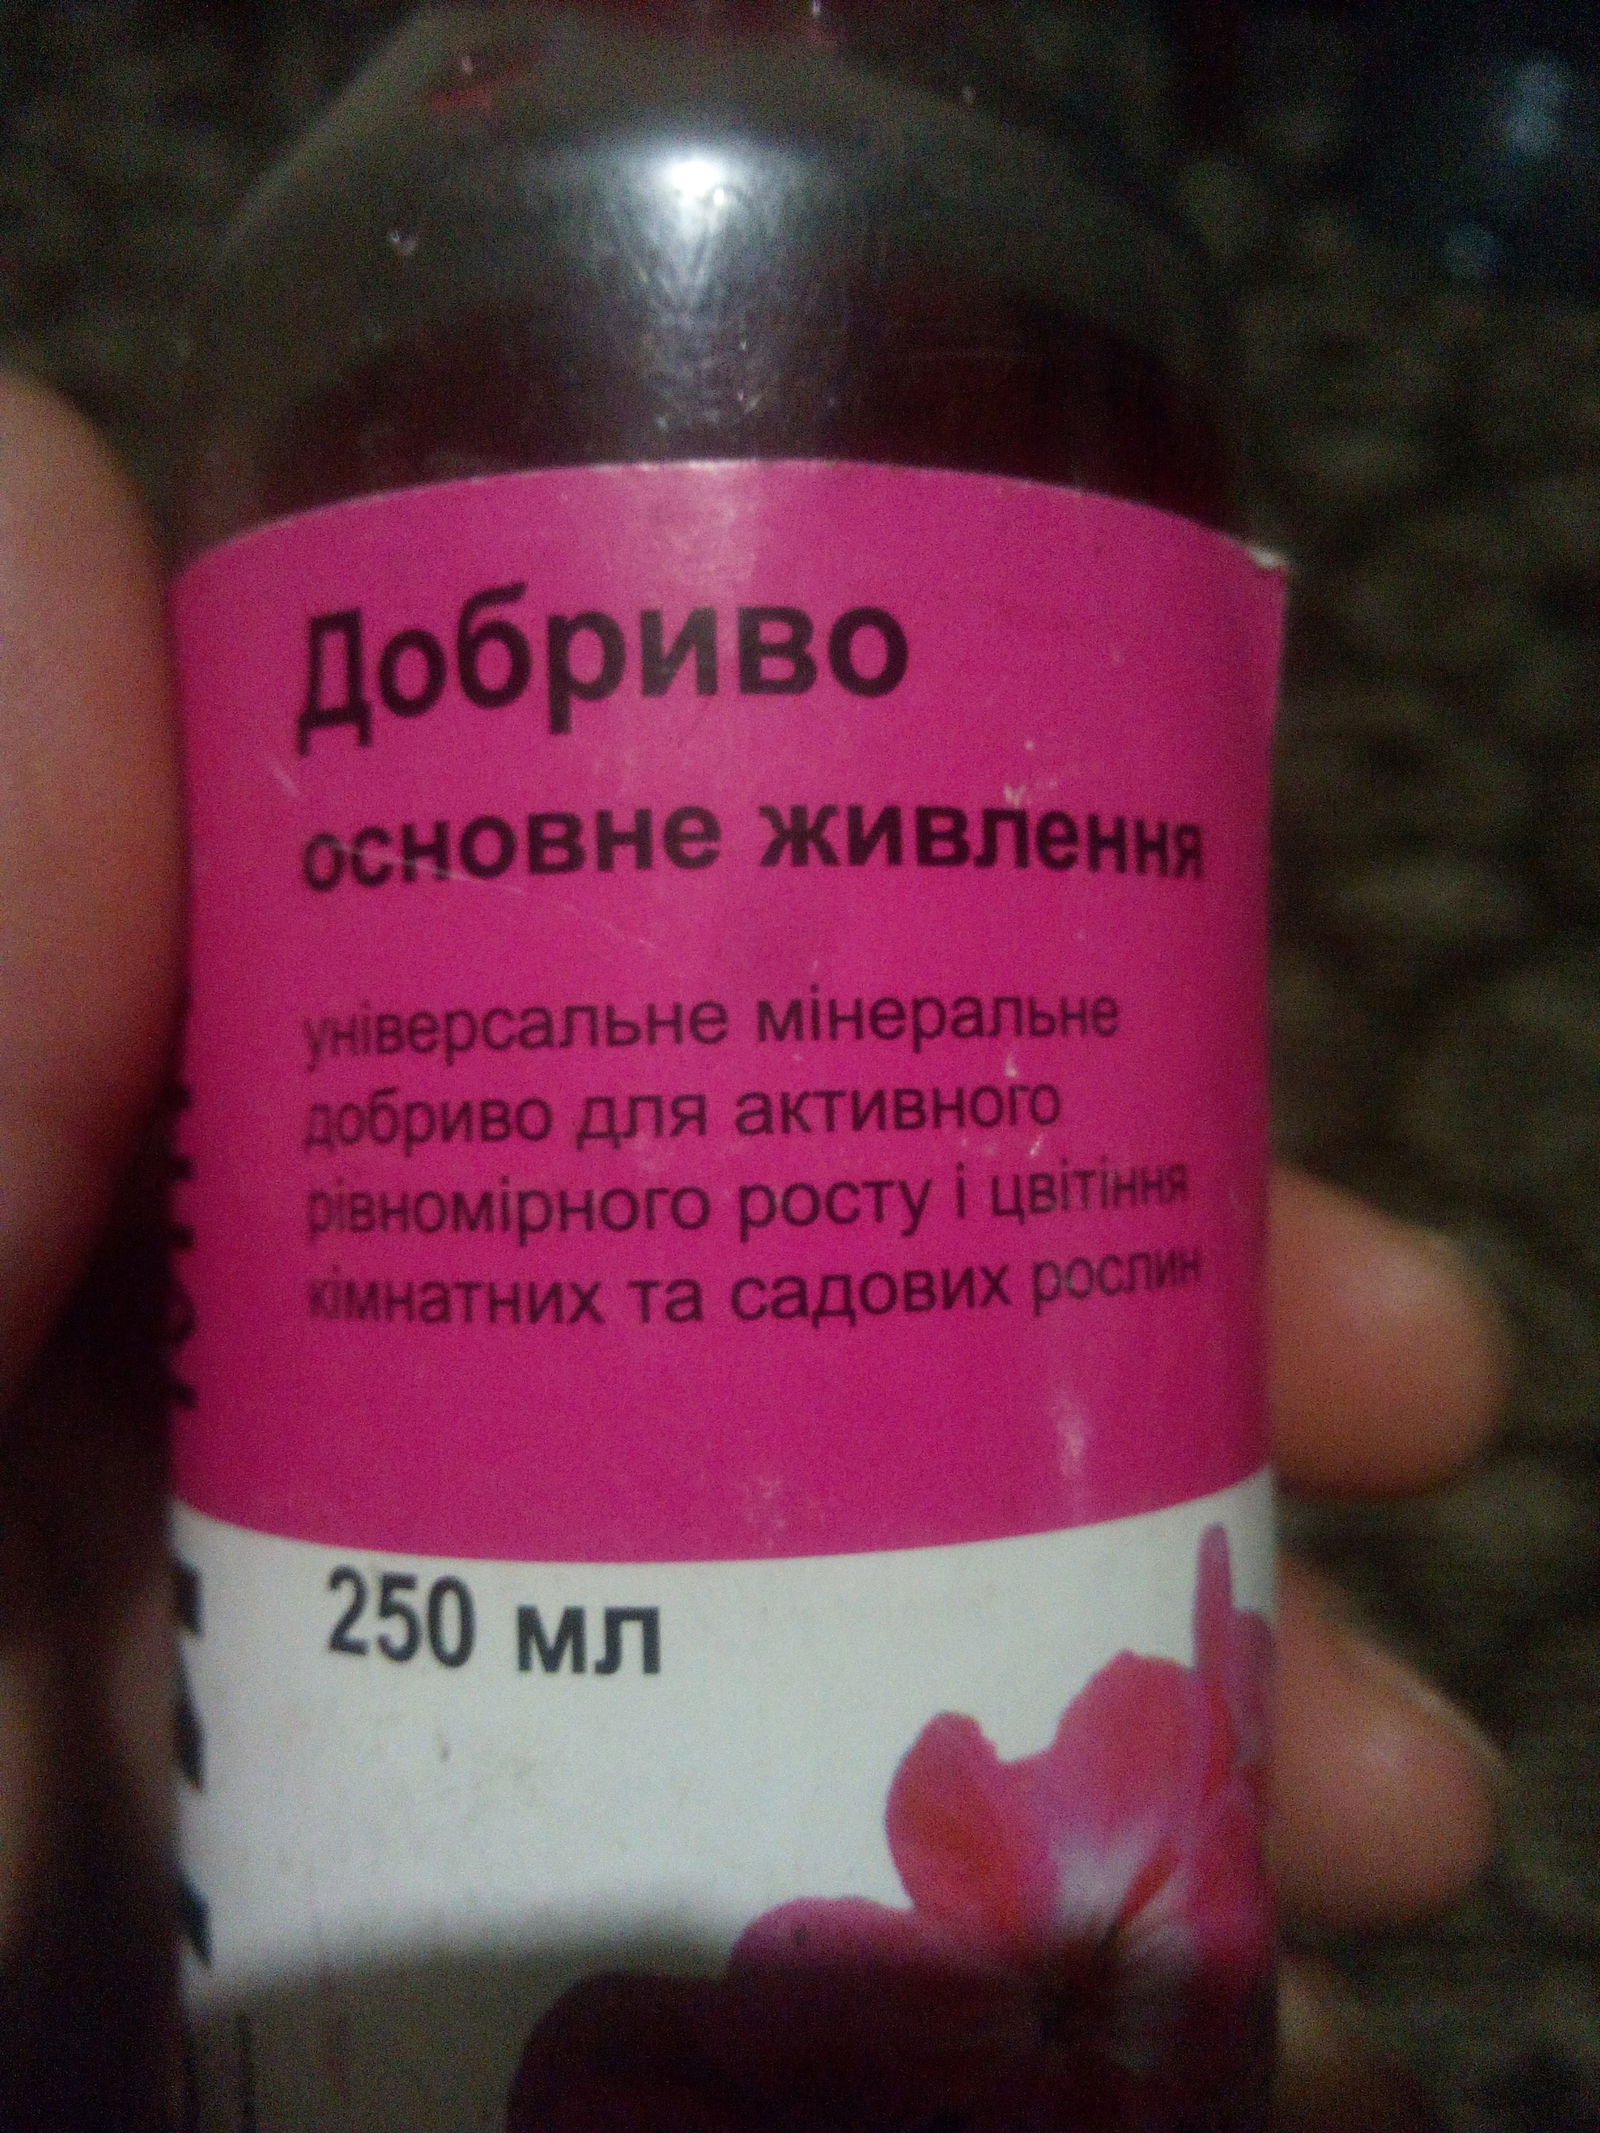 Добриво
основне живлення
універсальне мінеральне
добриво для активного
рівномірного росту і цвітіння
кімнатних та садових рослин
250 мл